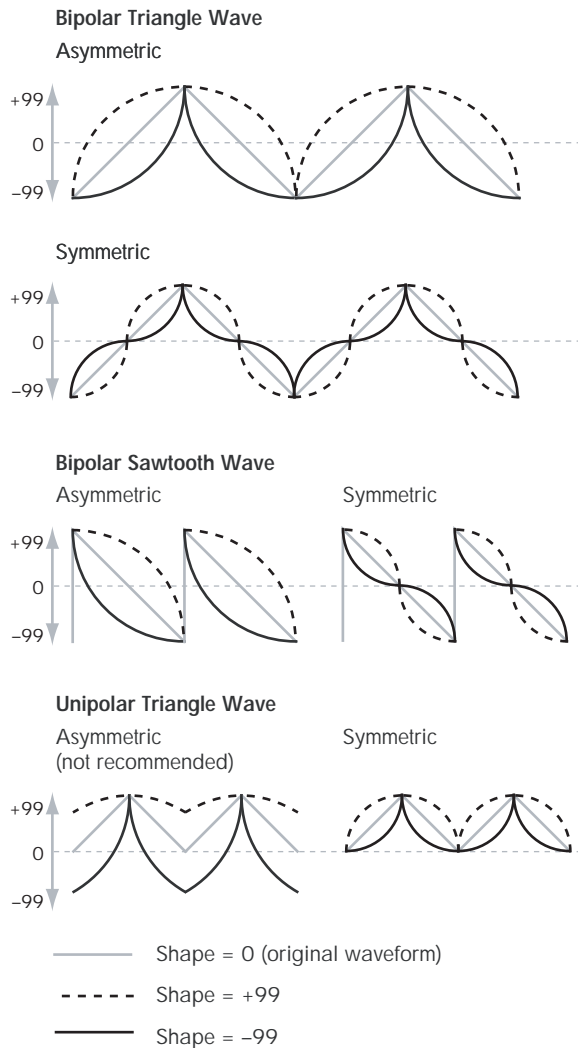 Bipolar Triangle Wave
Asymmetric
+99
0
–99
Symmetric
+99
0
–99
Bipolar Sawtooth Wave
Asymmetric Symmetric
+99
0
–99
Unipolar Triangle Wave
Asymmetric Symmetric
(not recommended)
+99
0
–99
Shape = 0 (original waveform)
Shape = +99
Shape = –99